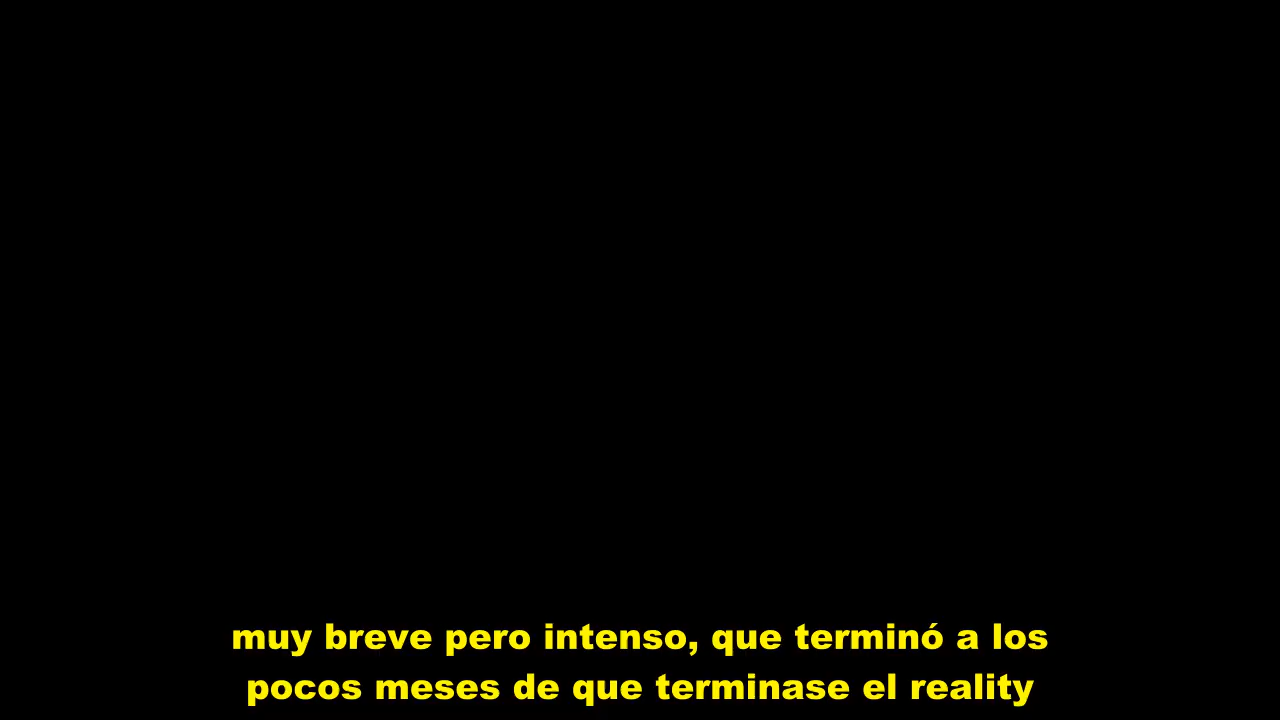 muy breve pero intenso, que terminó a los
pocos meses de que terminase el reality